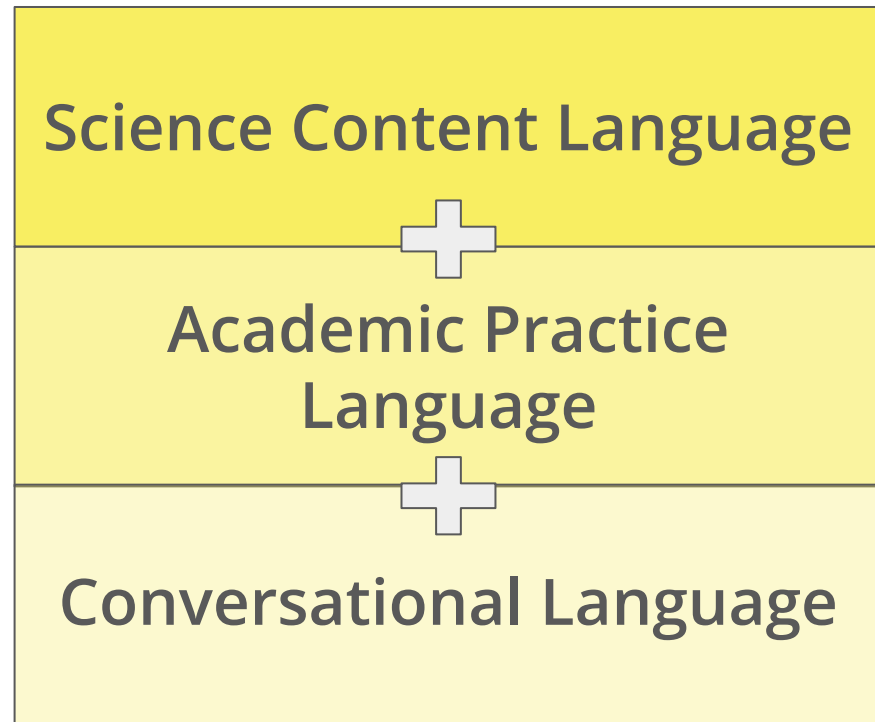 Science Content Language
Academic Practice
Language
Conversational Language